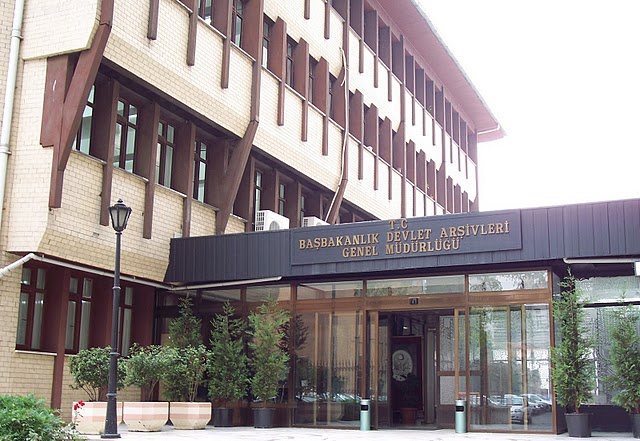 T.C
BAŞBAKANLIK DEVLET ARŞİVLERİ
GENEL MÜDÜRLÜĞÜ